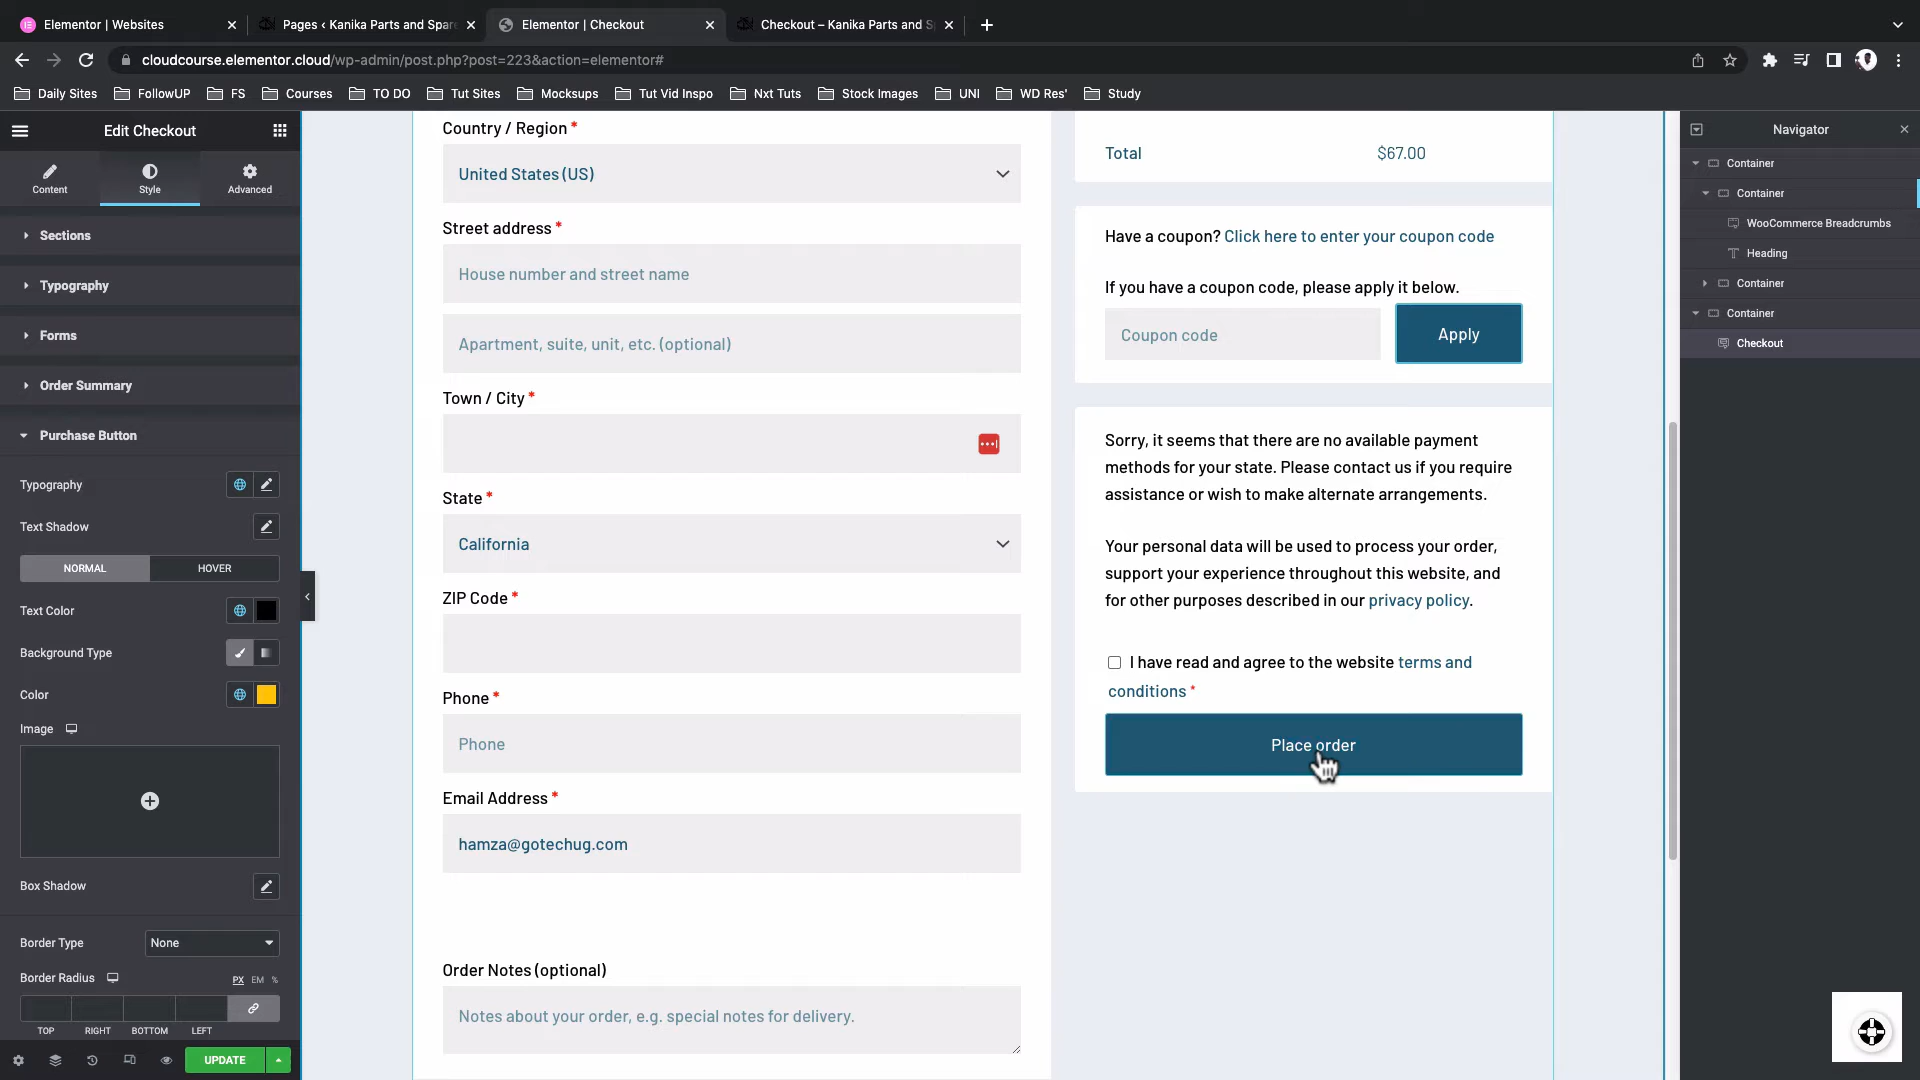 Elementor | Websites
Pages ‹ Kanika Parts and Spar
Elementor | Checkout
Checkout – Kanika Parts and S
cloudcourse.elementor.cloud/wp-admin/post.php?post=223&action=elementor#
Daily Sites
FollowUP
FS
Courses
TO DO
Tut Sites
Mocksups
Tut Vid Inspo
Nxt Tuts
Stock Images
UNI
WD Res'
Study
Edit Checkout
Content
Style
Advanced
Sections
Typography
Forms
Order Summary
Purchase Button
Typography
Text Shadow
NORMAL
HOVER
Text Color
Background Type
Color
Image
Box Shadow
Border Type
None
Border Radius
PX EM %
TOP RIGHT BOTTOM LEFT
UPDATE
Country / Region *
United States (US)
Street address *
House number and street name
Apartment, suite, unit, etc. (optional)
Town / City *
State *
California
ZIP Code *
Phone *
Phone
Email Address *
hamza@gotechug.com
Order Notes (optional)
Notes about your order, e.g. special notes for delivery.
Total $67.00
Have a coupon? Click here to enter your coupon code
If you have a coupon code, please apply it below.
Coupon code
Apply
Sorry, it seems that there are no available payment
methods for your state. Please contact us if you require
assistance or wish to make alternate arrangements.
Your personal data will be used to process your order,
support your experience throughout this website, and
for other purposes described in our privacy policy.
I have read and agree to the website terms and
conditions *
Place order
Navigator
Container
Container
WooCommerce Breadcrumbs
Heading
Container
Container
Checkout